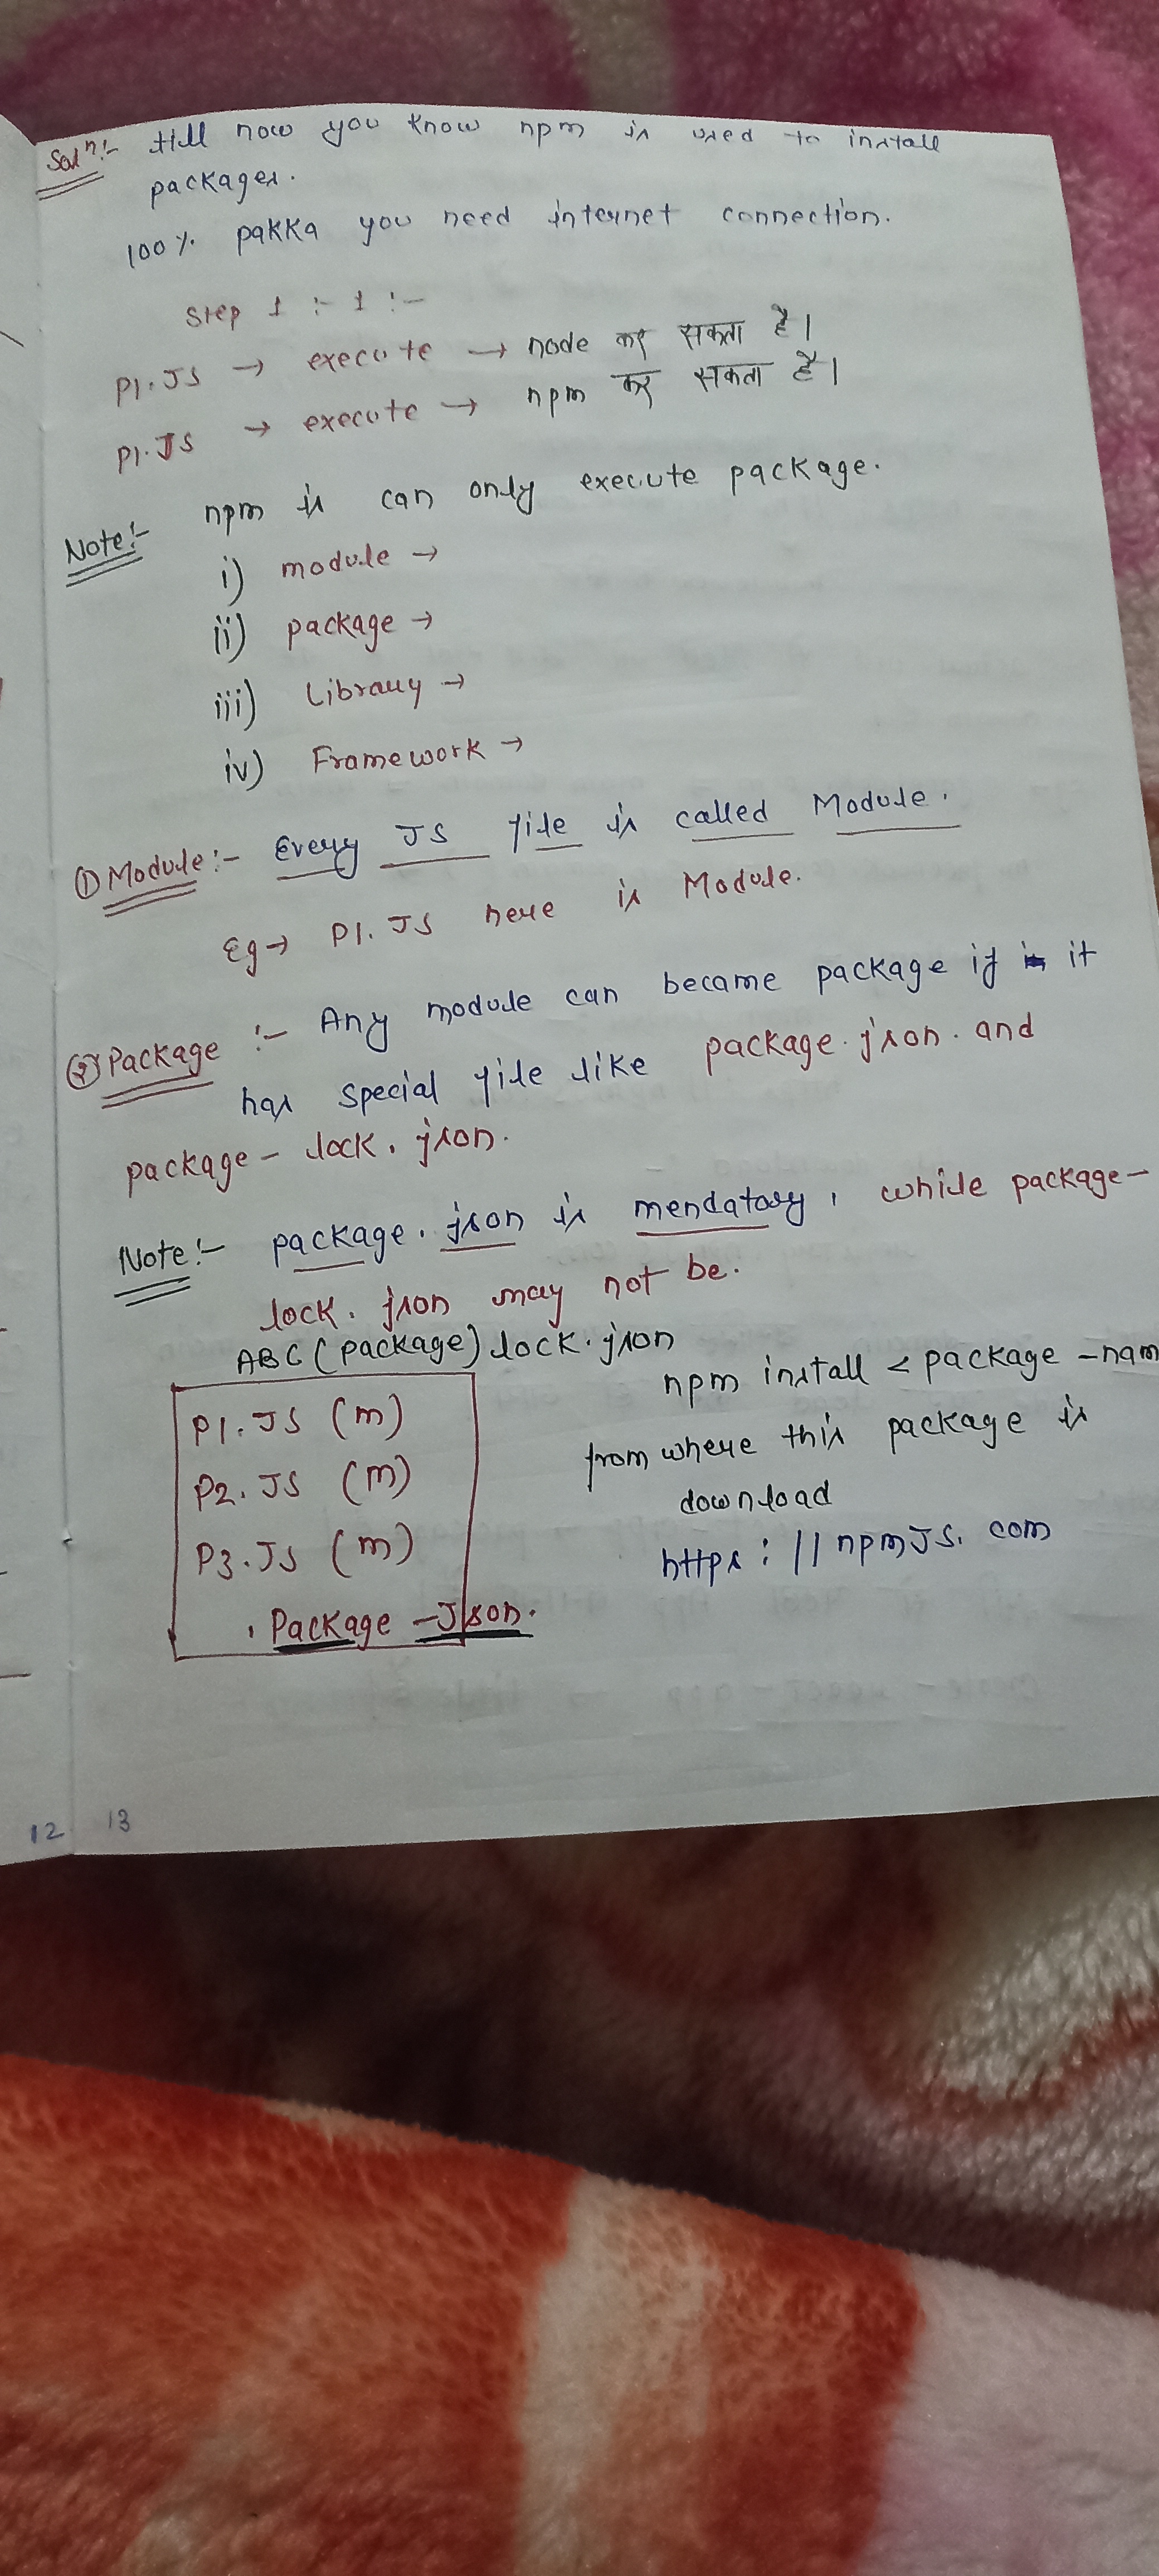 Solⁿ:- till now you know npm is used to install
packages.
100% pakka you need internet connection.
Step 1 :- 1 :-
P1.JS → execute → node कर सकता है।
P1.JS → execute → npm कर सकता है।
Note:- npm is can only execute package.
i) module →
ii) package →
iii) Library →
iv) Framework →
① Module:- Every JS file is called Module.
Eg → P1.JS here is Module.
② Package :- Any module can became package if it
has special file like package.json. and
package-lock.json.
Note:- package.json is mendatory, while package-
lock.json may not be.
ABC (package) lock.json
P1.JS (m)
P2.JS (m)
P3.JS (m)
. Package -Json.
npm install < package -nam
from where this package is
download
https://npmJS.com
12 13